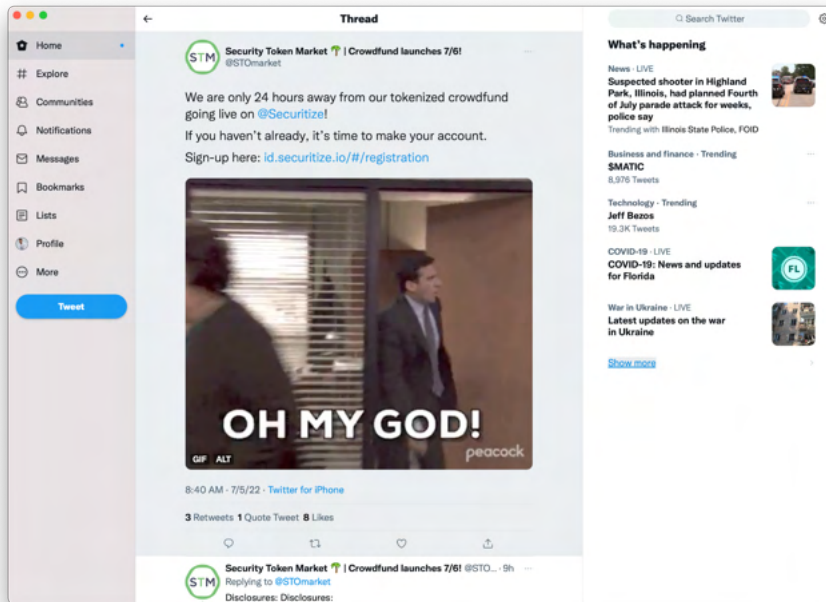 Home
Explore
Communities
Notifications
Messages
Bookmarks
Lists
Profile
More
Tweet
Thread
STM
Security Token Market 🌴 | Crowdfund launches 7/6!
@STOmarket
We are only 24 hours away from our tokenized crowdfund
going live on @Securitize!
If you haven't already, it's time to make your account.
Sign-up here: id.securitize.io/#/registration
OH MY GOD!
GIF ALT
peacock
8:40 AM · 7/5/22 · Twitter for iPhone
3 Retweets 1 Quote Tweet 8 Likes
STM
Security Token Market 🌴 | Crowdfund launches 7/6! @STO... · 9h
Replying to @STOmarket
Disclosures: Disclosures:
Search Twitter
What's happening
News · LIVE
Suspected shooter in Highland
Park, Illinois, had planned Fourth
of July parade attack for weeks,
police say
Trending with Illinois State Police, FOID
Business and finance · Trending
$MATIC
8,976 Tweets
Technology · Trending
Jeff Bezos
19.3K Tweets
COVID-19 · LIVE
COVID-19: News and updates
for Florida
FL
War in Ukraine · LIVE
Latest updates on the war
in Ukraine
Show more